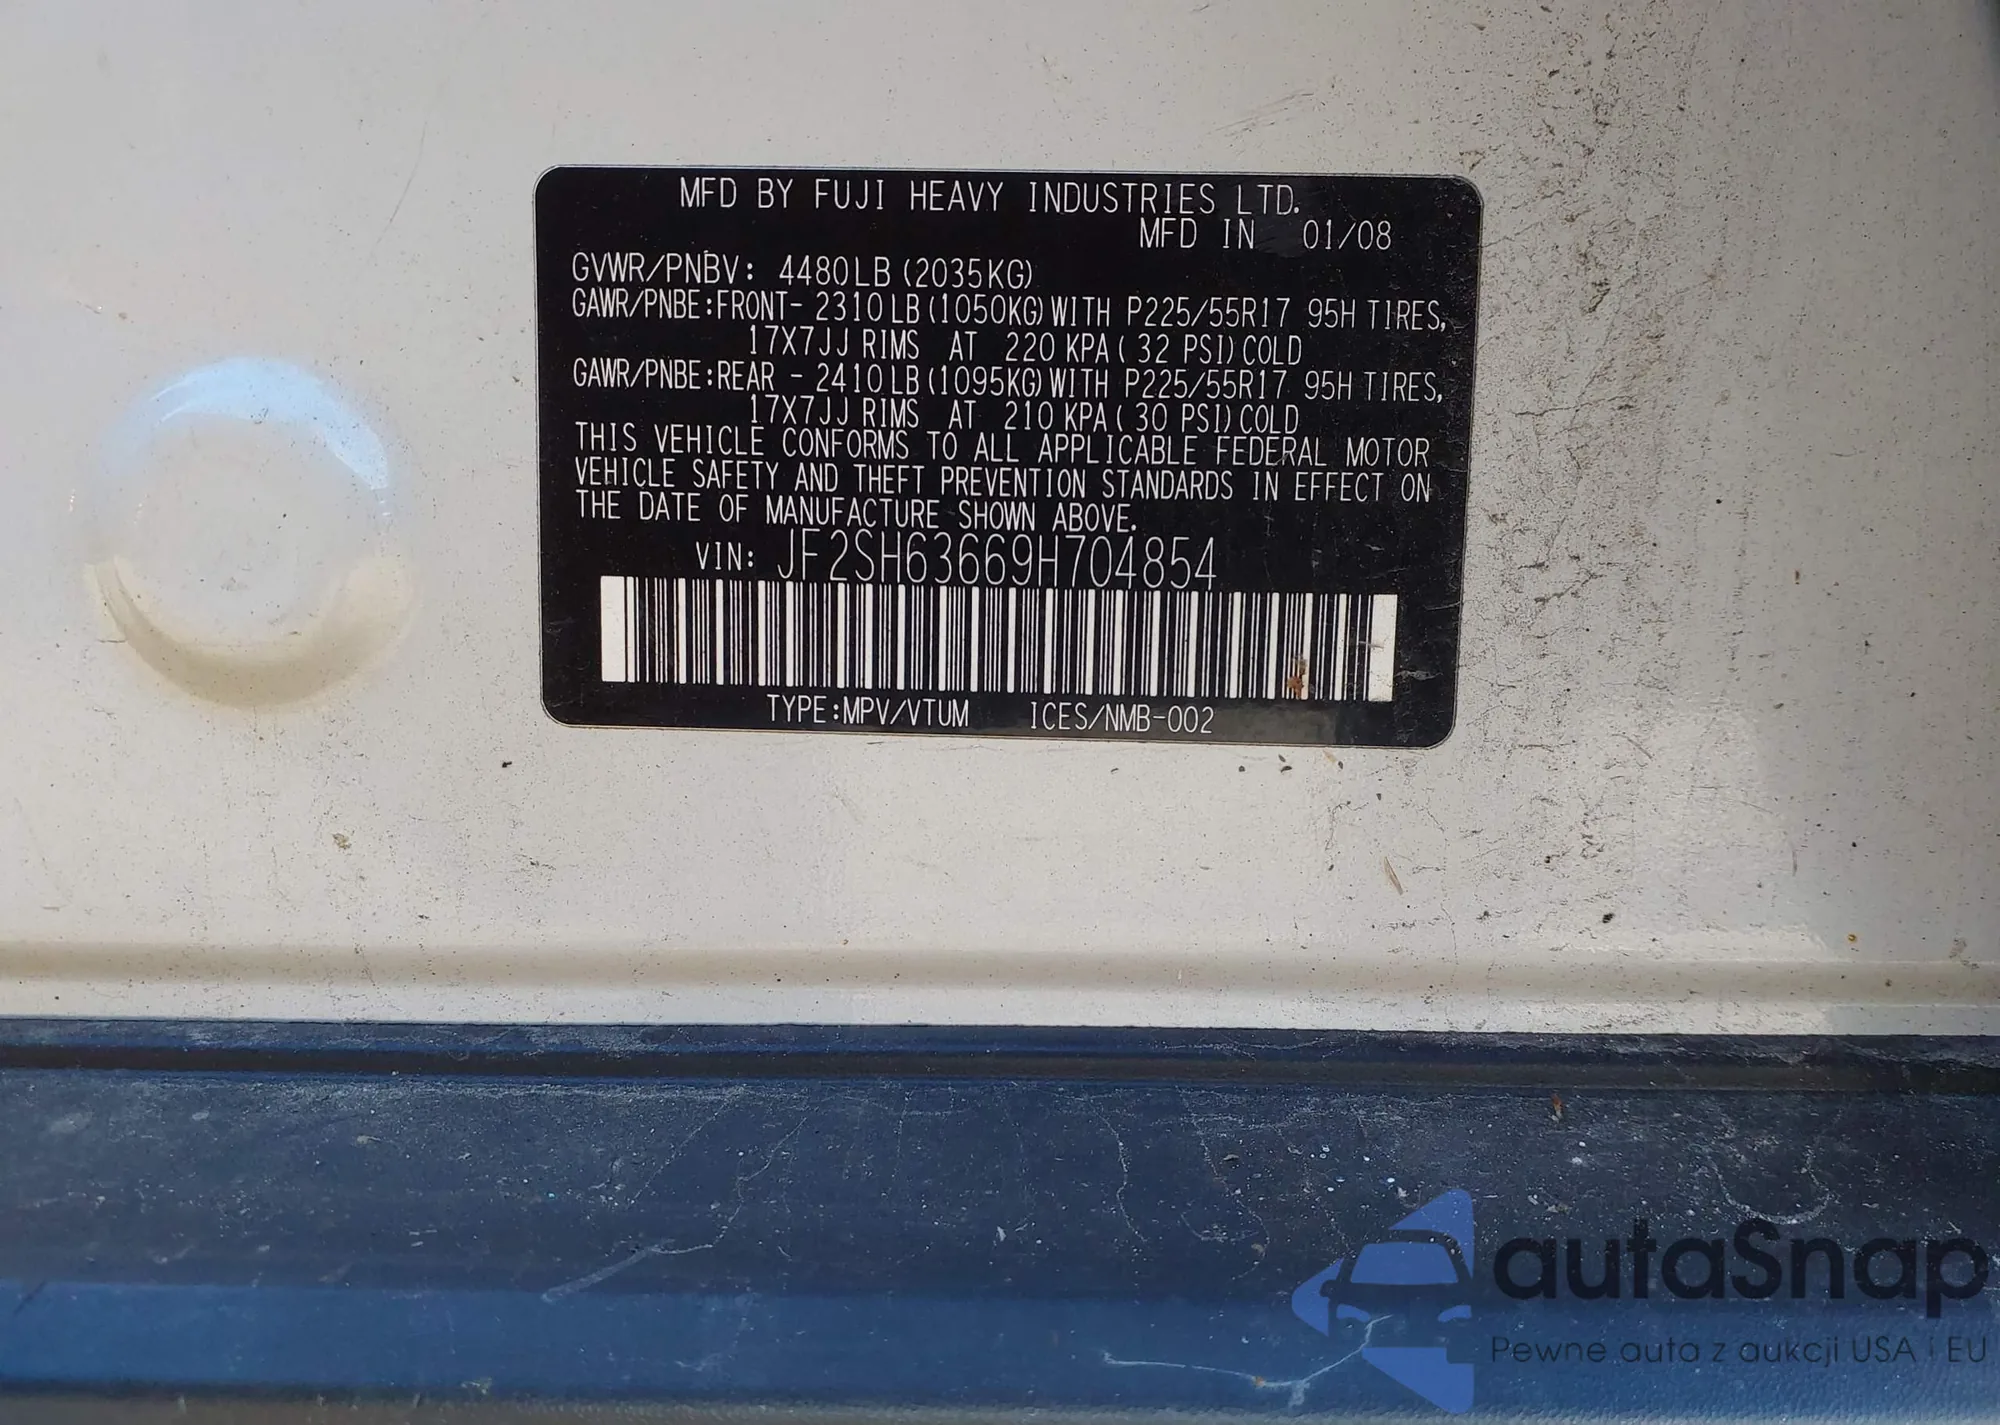 MFD BY FUJI HEAVY INDUSTRIES LTD.
MFD IN 01/08
GVWR/PNBV: 4480LB (2035KG)
GAWR/PNBE:FRONT- 2310LB (1050KG) WITH P225/55R17 95H TIRES,
17X7JJ RIMS AT 220 KPA ( 32 PSI) COLD
GAWR/PNBE:REAR - 2410LB (1095KG) WITH P225/55R17 95H TIRES,
17X7JJ RIMS AT 210 KPA ( 30 PSI) COLD
THIS VEHICLE CONFORMS TO ALL APPLICABLE FEDERAL MOTOR
VEHICLE SAFETY AND THEFT PREVENTION STANDARDS IN EFFECT ON
THE DATE OF MANUFACTURE SHOWN ABOVE.
VIN: JF2SH63669H704854
TYPE:MPV/VTUM ICES/NMB-002
autaSnap
Pewne auta z aukcji USA i EU